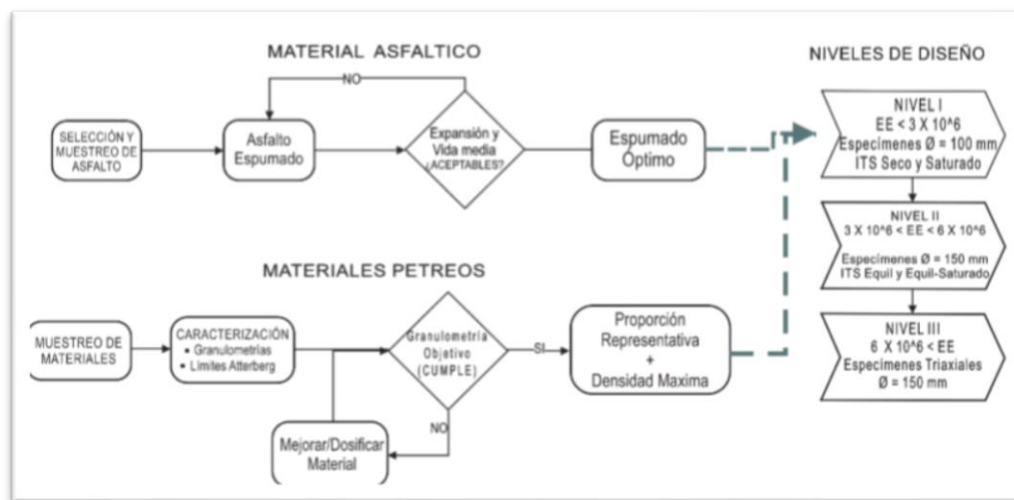 MATERIAL ASFALTICO
NO
SELECCIÓN Y
MUESTREO DE
ASFALTO
Asfalto
Espumado
Expansión y
Vida media
¿ACEPTABLES?
Espumado
Óptimo
MATERIALES PETREOS
MUESTREO DE
MATERIALES
CARACTERIZACIÓN
• Granulometrías
• Limites Atterberg
Granulometría
Objetivo
(CUMPLE)
SI
NO
Mejorar/Dosificar
Material
Proporción
Representativa
+
Densidad Maxima
NIVELES DE DISEÑO
NIVEL I
EE < 3 X 10^6
Especímenes Ø = 100 mm
ITS Seco y Saturado
NIVEL II
3 X 10^6 < EE < 6 X 10^6
Especímenes Ø = 150 mm
ITS Equil y Equil-Saturado
NIVEL III
6 X 10^6 < EE
Especímenes Triaxiales
Ø = 150 mm